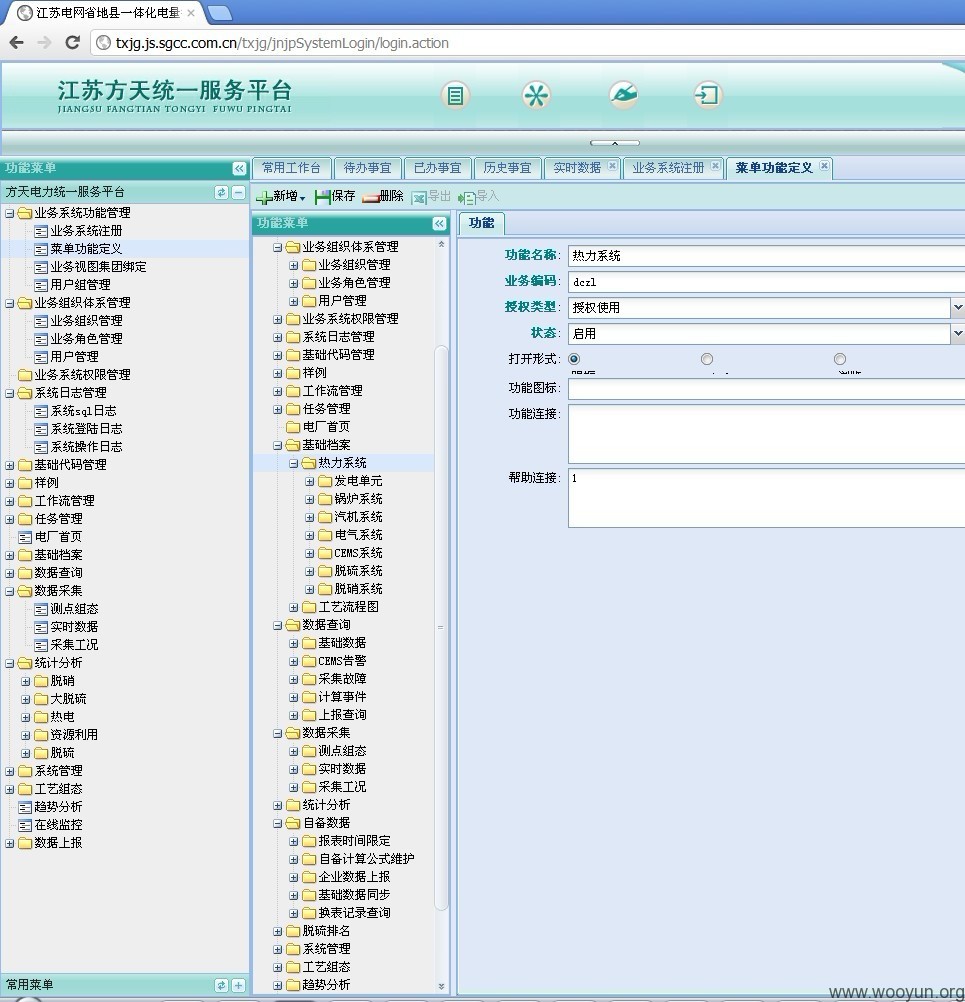 江苏电网省地县一体化电量
txjg.js.sgcc.com.cn/txjg/jnjpSystemLogin/login.action
江苏方天统一服务平台
JIANGSU FANGTIAN TONGYI FUWU PINGTAI
功能菜单
常用工作台 待办事宜 已办事宜 历史事宜 实时数据 业务系统注册 菜单功能定义
方天电力统一服务平台
业务系统功能管理
业务系统注册
菜单功能定义
业务视图集团绑定
用户组管理
业务组织体系管理
业务组织管理
业务角色管理
用户管理
业务系统权限管理
系统日志管理
系统sql日志
系统登陆日志
系统操作日志
基础代码管理
样例
工作流管理
任务管理
电厂首页
基础档案
数据查询
数据采集
测点组态
实时数据
采集工况
统计分析
脱硝
大脱硫
热电
资源利用
脱硫
系统管理
工艺组态
趋势分析
在线监控
数据上报
常用菜单
新增 保存 删除 导出 导入
功能菜单
业务组织体系管理
业务组织管理
业务角色管理
用户管理
业务系统权限管理
系统日志管理
基础代码管理
样例
工作流管理
任务管理
电厂首页
基础档案
热力系统
发电单元
锅炉系统
汽机系统
电气系统
CEMS系统
脱硫系统
脱硝系统
工艺流程图
数据查询
基础数据
CEMS告警
采集故障
计算事件
上报查询
数据采集
测点组态
实时数据
采集工况
统计分析
自备数据
报表时间限定
自备计算公式维护
企业数据上报
基础数据同步
换表记录查询
脱硫排名
系统管理
工艺组态
趋势分析
功能
功能名称: 热力系统
业务编码: dczl
授权类型: 授权使用
状态: 启用
打开形式:
功能图标:
功能连接:
帮助连接: 1
www.wooyun.org